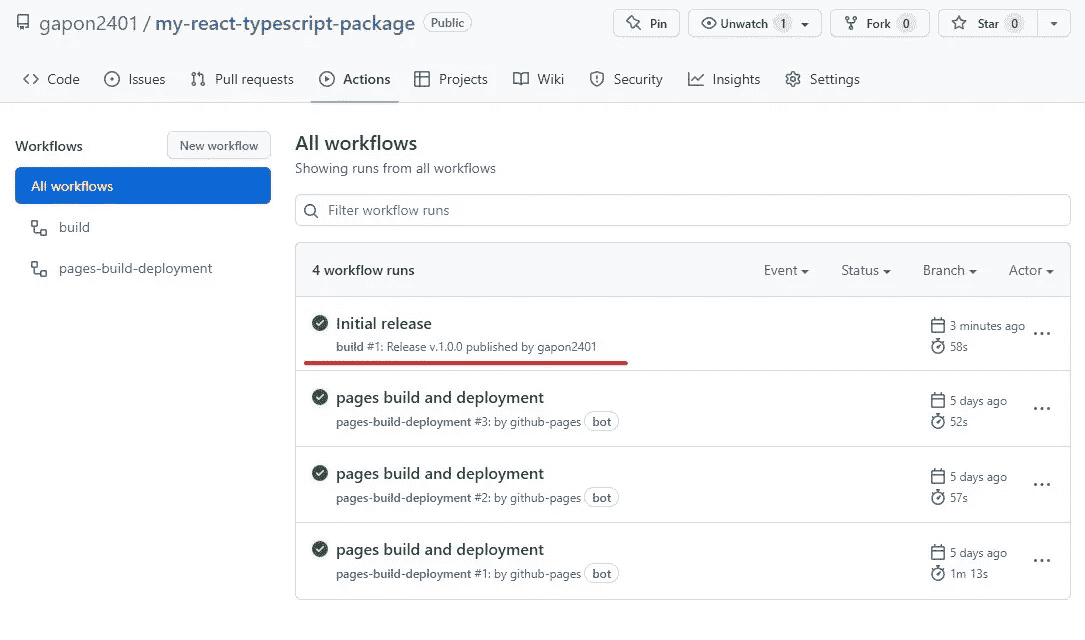 gapon2401 / my-react-typescript-package Public
Pin Unwatch 1 Fork 0 Star 0
Code Issues Pull requests Actions Projects Wiki Security Insights Settings
Workflows New workflow
All workflows
build
pages-build-deployment
All workflows
Showing runs from all workflows
Filter workflow runs
4 workflow runs Event Status Branch Actor
Initial release 3 minutes ago ...
build #1: Release v.1.0.0 published by gapon2401 58s
pages build and deployment 5 days ago ...
pages-build-deployment #3: by github-pages bot 52s
pages build and deployment 5 days ago ...
pages-build-deployment #2: by github-pages bot 57s
pages build and deployment 5 days ago ...
pages-build-deployment #1: by github-pages bot 1m 13s